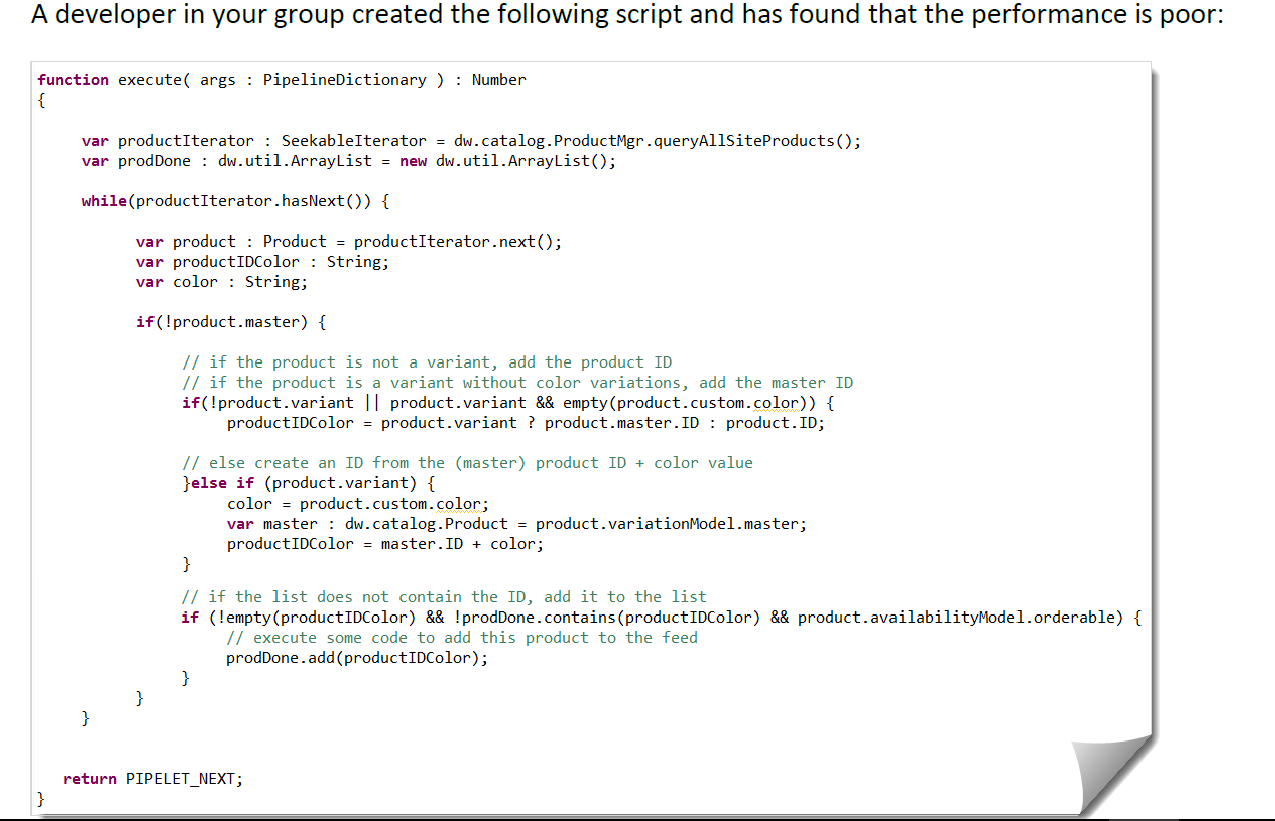 A developer in your group created the following script and has found that the performance is poor:
function execute( args : PipelineDictionary ) : Number
{
var productIterator : SeekableIterator = dw.catalog.ProductMgr.queryAllSiteProducts();
var prodDone : dw.util.ArrayList = new dw.util.ArrayList();
while(productIterator.hasNext()) {
var product : Product = productIterator.next();
var productIDColor : String;
var color : String;
if(!product.master) {
// if the product is not a variant, add the product ID
// if the product is a variant without color variations, add the master ID
if(!product.variant || product.variant && empty(product.custom.color)) {
productIDColor = product.variant ? product.master.ID : product.ID;
// else create an ID from the (master) product ID + color value
}else if (product.variant) {
color = product.custom.color;
var master : dw.catalog.Product = product.variationModel.master;
productIDColor = master.ID + color;
}
// if the list does not contain the ID, add it to the list
if (!empty(productIDColor) && !prodDone.contains(productIDColor) && product.availabilityModel.orderable) {
// execute some code to add this product to the feed
prodDone.add(productIDColor);
}
}
}
return PIPELET_NEXT;
}